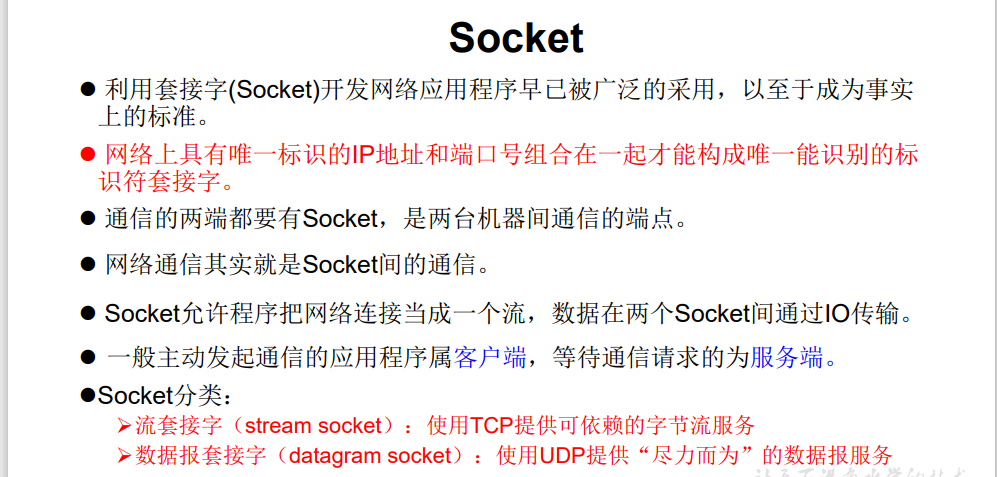 Socket
● 利用套接字(Socket)开发网络应用程序早已被广泛的采用，以至于成为事实
上的标准。
● 网络上具有唯一标识的IP地址和端口号组合在一起才能构成唯一能识别的标
识符套接字。
● 通信的两端都要有Socket，是两台机器间通信的端点。
● 网络通信其实就是Socket间的通信。
● Socket允许程序把网络连接当成一个流，数据在两个Socket间通过IO传输。
● 一般主动发起通信的应用程序属客户端，等待通信请求的为服务端。
●Socket分类：
➢流套接字（stream socket）：使用TCP提供可依赖的字节流服务
➢数据报套接字（datagram socket）：使用UDP提供“尽力而为”的数据报服务